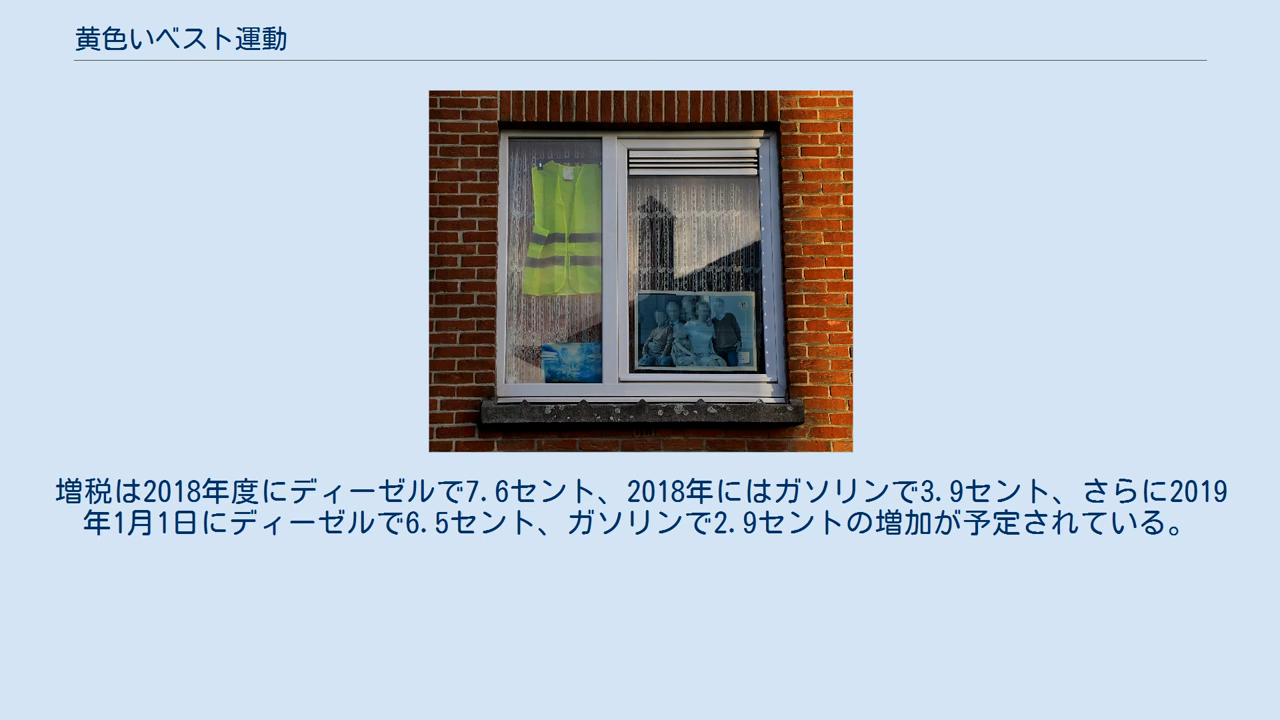 黄色いベスト運動
増税は2018年度にディーゼルで7.6セント、2018年にはガソリンで3.9セント、さらに2019
年1月1日にディーゼルで6.5セント、ガソリンで2.9セントの増加が予定されている。